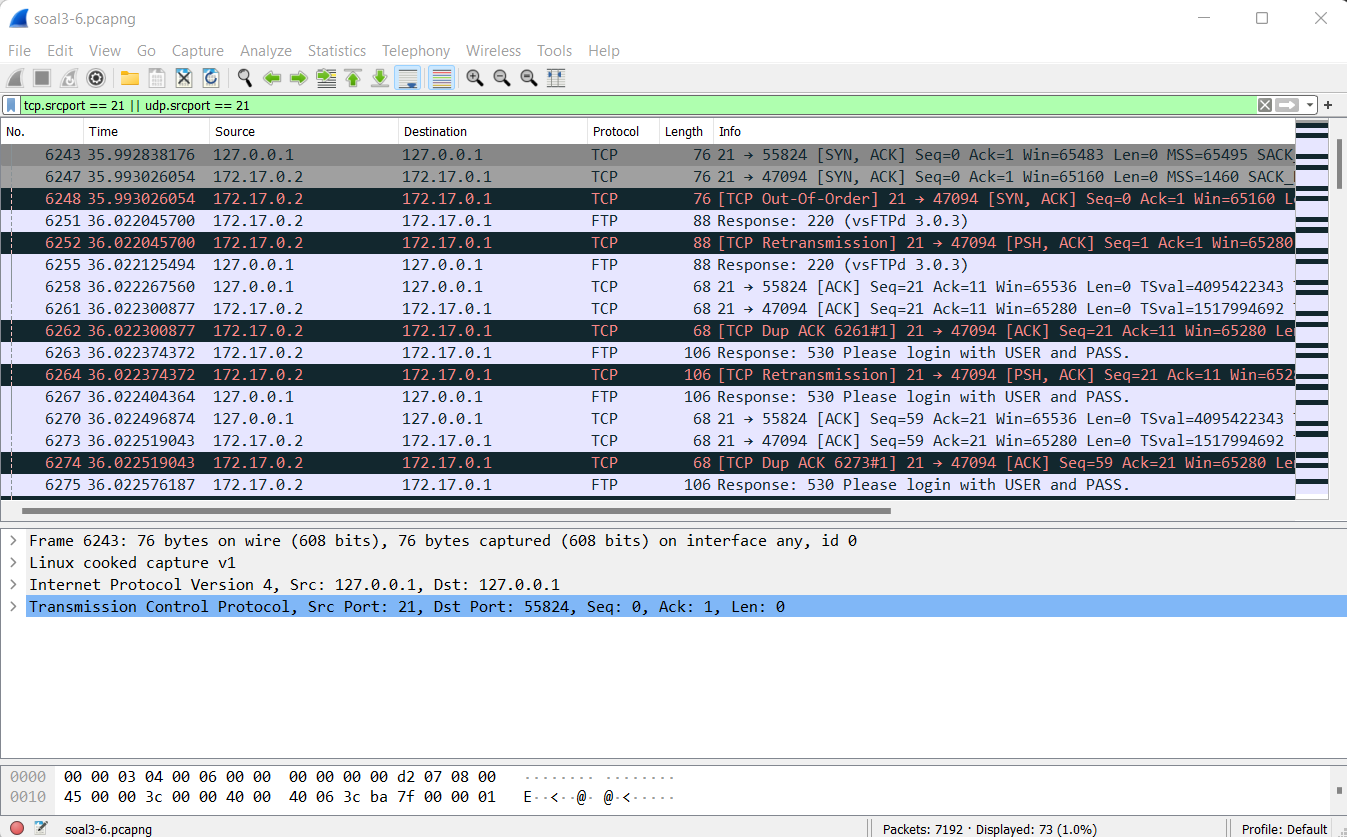 soal3-6.pcapng
File Edit View Go Capture Analyze Statistics Telephony Wireless Tools Help
tcp.srcport == 21 || udp.srcport == 21
No. Time Source Destination Protocol Length Info
6243 35.992838176 127.0.0.1 127.0.0.1 TCP 76 21 → 55824 [SYN, ACK] Seq=0 Ack=1 Win=65483 Len=0 MSS=65495 SACK_
6247 35.993026054 172.17.0.2 172.17.0.1 TCP 76 21 → 47094 [SYN, ACK] Seq=0 Ack=1 Win=65160 Len=0 MSS=1460 SACK_
6248 35.993026054 172.17.0.2 172.17.0.1 TCP 76 [TCP Out-Of-Order] 21 → 47094 [SYN, ACK] Seq=0 Ack=1 Win=65160 L
6251 36.022045700 172.17.0.2 172.17.0.1 FTP 88 Response: 220 (vsFTPd 3.0.3)
6252 36.022045700 172.17.0.2 172.17.0.1 TCP 88 [TCP Retransmission] 21 → 47094 [PSH, ACK] Seq=1 Ack=1 Win=65280
6255 36.022125494 127.0.0.1 127.0.0.1 FTP 88 Response: 220 (vsFTPd 3.0.3)
6258 36.022267560 127.0.0.1 127.0.0.1 TCP 68 21 → 55824 [ACK] Seq=21 Ack=11 Win=65536 Len=0 TSval=4095422343
6261 36.022300877 172.17.0.2 172.17.0.1 TCP 68 21 → 47094 [ACK] Seq=21 Ack=11 Win=65280 Len=0 TSval=1517994692
6262 36.022300877 172.17.0.2 172.17.0.1 TCP 68 [TCP Dup ACK 6261#1] 21 → 47094 [ACK] Seq=21 Ack=11 Win=65280 Le
6263 36.022374372 172.17.0.2 172.17.0.1 FTP 106 Response: 530 Please login with USER and PASS.
6264 36.022374372 172.17.0.2 172.17.0.1 TCP 106 [TCP Retransmission] 21 → 47094 [PSH, ACK] Seq=21 Ack=11 Win=652
6267 36.022404364 127.0.0.1 127.0.0.1 FTP 106 Response: 530 Please login with USER and PASS.
6270 36.022496874 127.0.0.1 127.0.0.1 TCP 68 21 → 55824 [ACK] Seq=59 Ack=21 Win=65536 Len=0 TSval=4095422343
6273 36.022519043 172.17.0.2 172.17.0.1 TCP 68 21 → 47094 [ACK] Seq=59 Ack=21 Win=65280 Len=0 TSval=1517994692
6274 36.022519043 172.17.0.2 172.17.0.1 TCP 68 [TCP Dup ACK 6273#1] 21 → 47094 [ACK] Seq=59 Ack=21 Win=65280 Le
6275 36.022576187 172.17.0.2 172.17.0.1 FTP 106 Response: 530 Please login with USER and PASS.
Frame 6243: 76 bytes on wire (608 bits), 76 bytes captured (608 bits) on interface any, id 0
Linux cooked capture v1
Internet Protocol Version 4, Src: 127.0.0.1, Dst: 127.0.0.1
Transmission Control Protocol, Src Port: 21, Dst Port: 55824, Seq: 0, Ack: 1, Len: 0
0000 00 00 03 04 00 06 00 00 00 00 00 00 d2 07 08 00 ········ ········
0010 45 00 00 3c 00 00 40 00 40 06 3c ba 7f 00 00 01 E··<··@· @·<·····
soal3-6.pcapng Packets: 7192 · Displayed: 73 (1.0%) Profile: Default